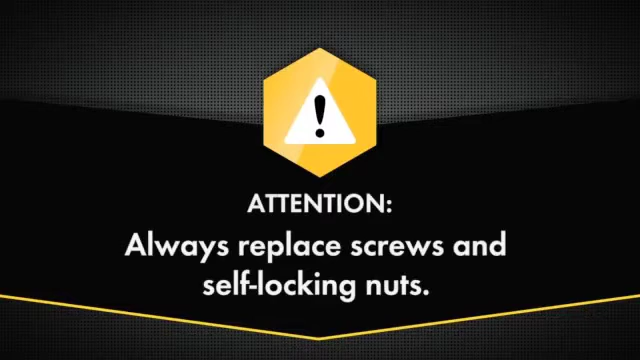 ATTENTION:
Always replace screws and
self-locking nuts.